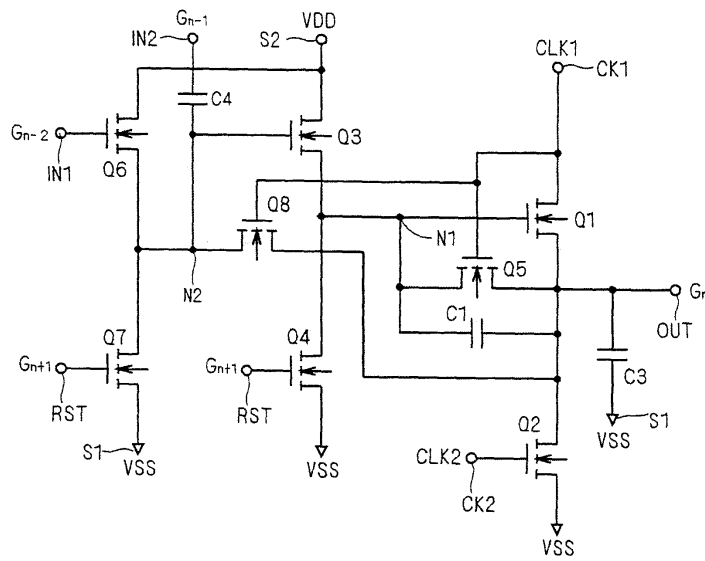 Gn-1
IN2
VDD
S2
CLK1
CK1
C4
Gn-2
IN1
Q6
Q3
Q8
Q1
N1
N2
Q5
C1
Gn
OUT
Q7
Gn+1
RST
Q4
Gn+1
RST
C3
S1
VSS
Q2
CLK2
CK2
S1
VSS
VSS
VSS